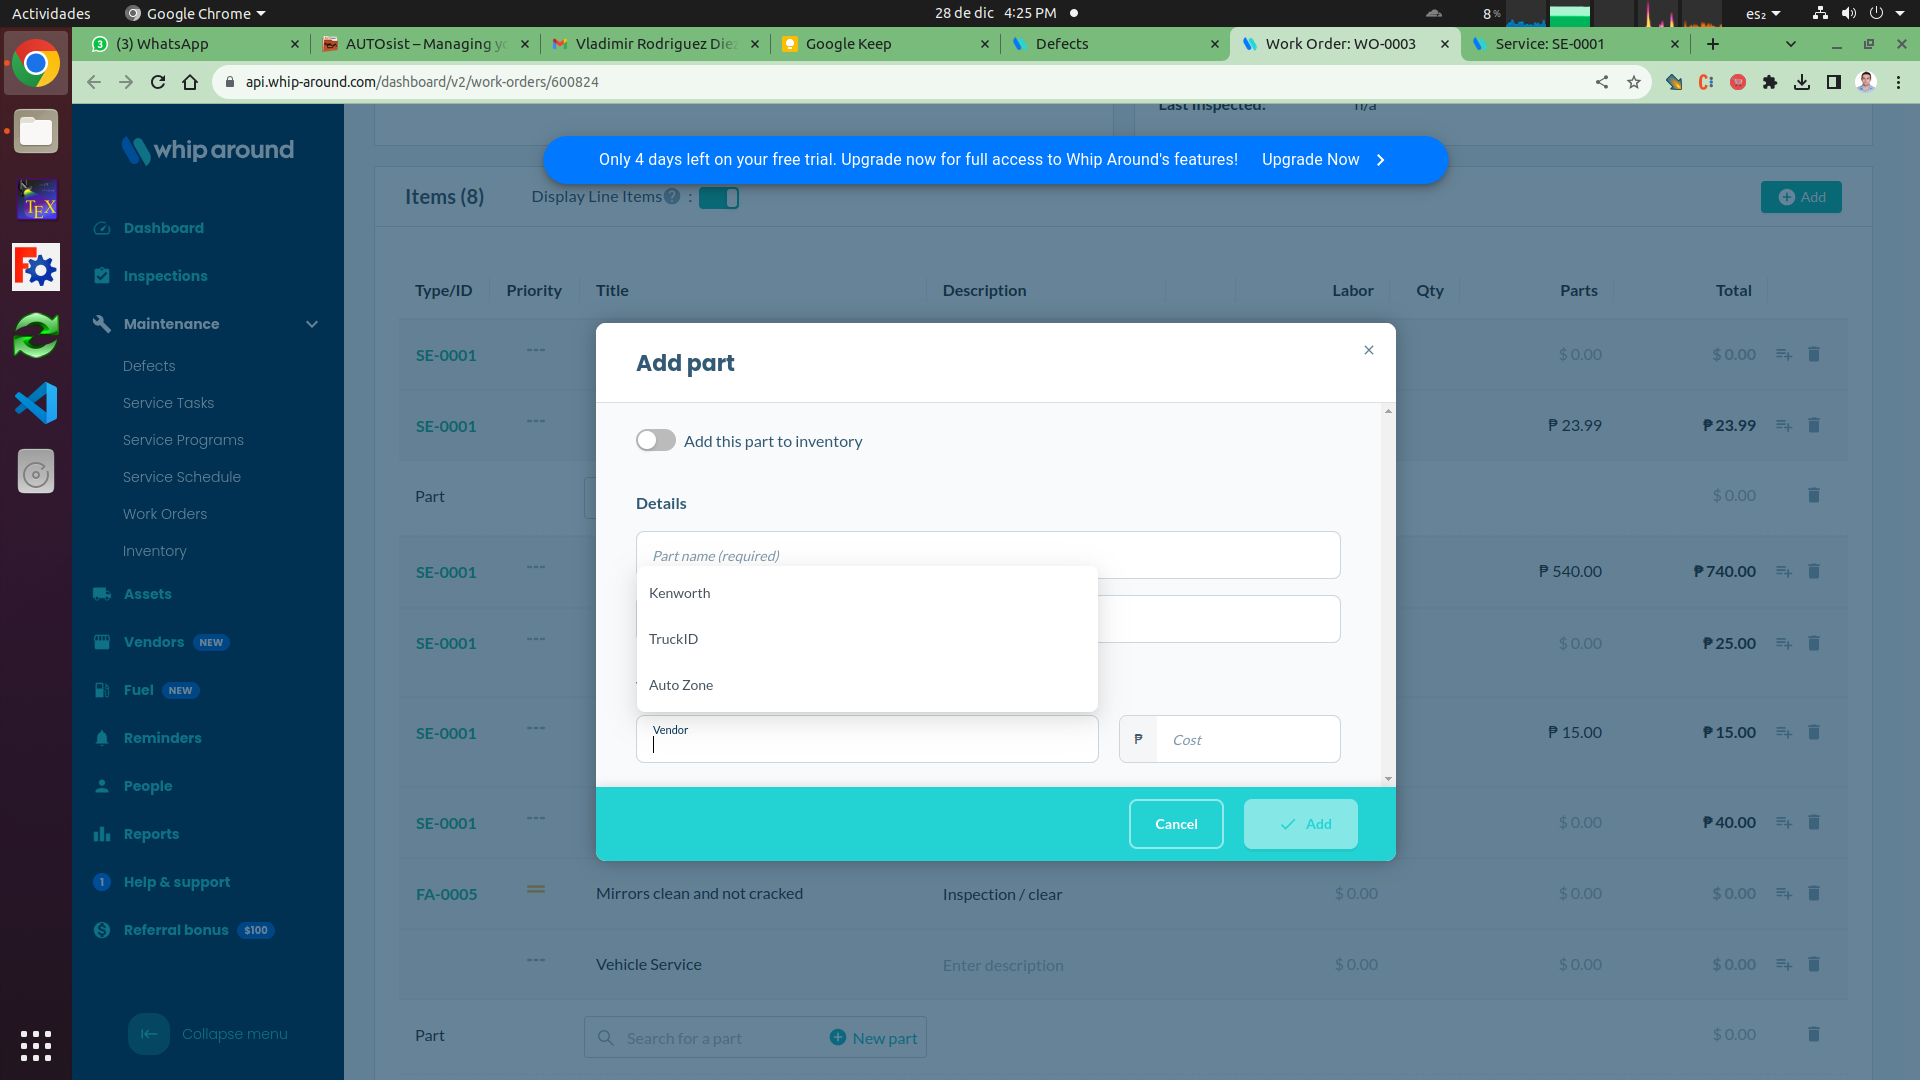 Actividades
Google Chrome
28 de dic 4:25 PM
8 %
es₂
(3) WhatsApp
AUTOsist – Managing yo
Vladimir Rodriguez Diez
Google Keep
Defects
Work Order: WO-0003
Service: SE-0001
api.whip-around.com/dashboard/v2/work-orders/600824
Last Inspected: n/a
whip around
Only 4 days left on your free trial. Upgrade now for full access to Whip Around's features! Upgrade Now
Items (8)
Display Line Items ? :
Add
Dashboard
Inspections
Maintenance
Defects
Service Tasks
Service Programs
Service Schedule
Work Orders
Inventory
Assets
Vendors NEW
Fuel NEW
Reminders
People
Reports
1 Help & support
Referral bonus $100
Collapse menu
Type/ID Priority Title Description Labor Qty Parts Total
SE-0001 --- $ 0.00 $ 0.00
SE-0001 --- ₱ 23.99 ₱ 23.99
Part $ 0.00
SE-0001 --- ₱ 540.00 ₱ 740.00
SE-0001 --- $ 0.00 ₱ 25.00
SE-0001 --- ₱ 15.00 ₱ 15.00
SE-0001 --- $ 0.00 ₱ 40.00
FA-0005 Mirrors clean and not cracked Inspection / clear $ 0.00 $ 0.00 $ 0.00
--- Vehicle Service Enter description $ 0.00 $ 0.00 $ 0.00
Part Search for a part New part $ 0.00
Add part
Add this part to inventory
Details
Part name (required)
Kenworth
TruckID
Auto Zone
Vendor
₱ Cost
Cancel
Add